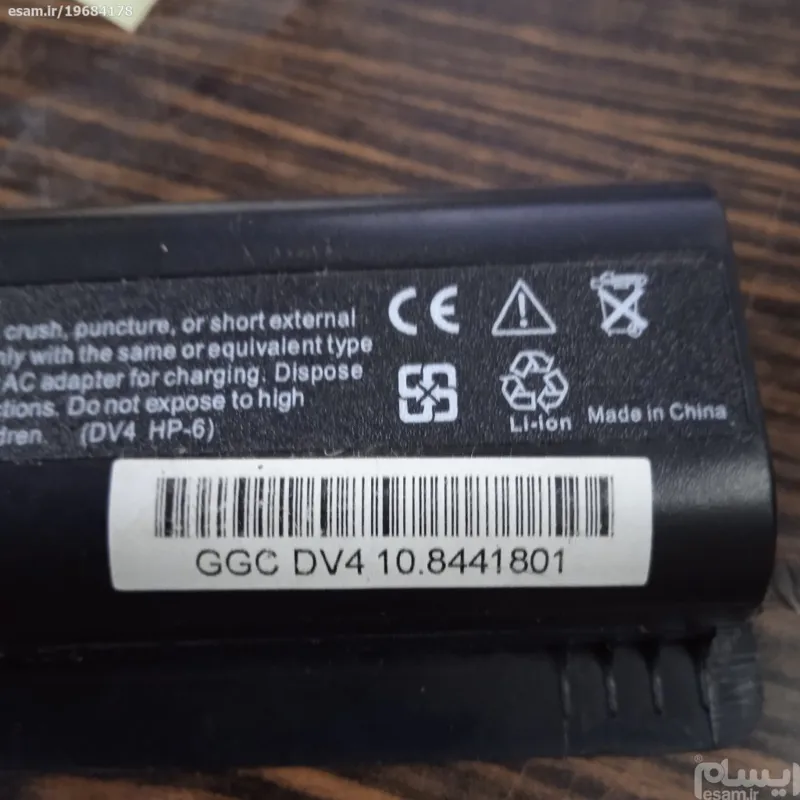 esam.ir/19684178
crush, puncture, or short external
only with the same or equivalent type
AC adapter for charging. Dispose
ctions. Do not expose to high
dren. (DV4 HP-6)
CE
Li-ion
Made in China
GGC DV4 10.8441801
ایسام
esam.ir